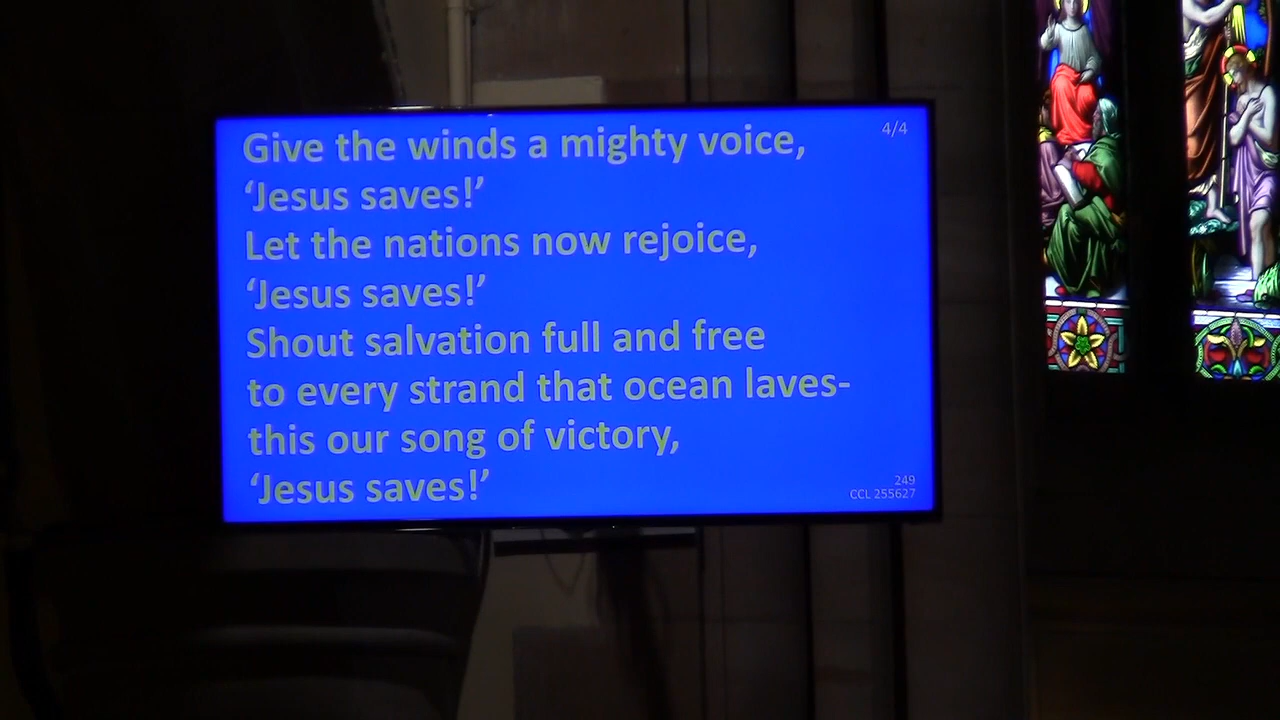 Give the winds a mighty voice,
4/4
‘Jesus saves!’
Let the nations now rejoice,
‘Jesus saves!’
Shout salvation full and free
to every strand that ocean laves-
this our song of victory,
‘Jesus saves!’
249
CCL 255627